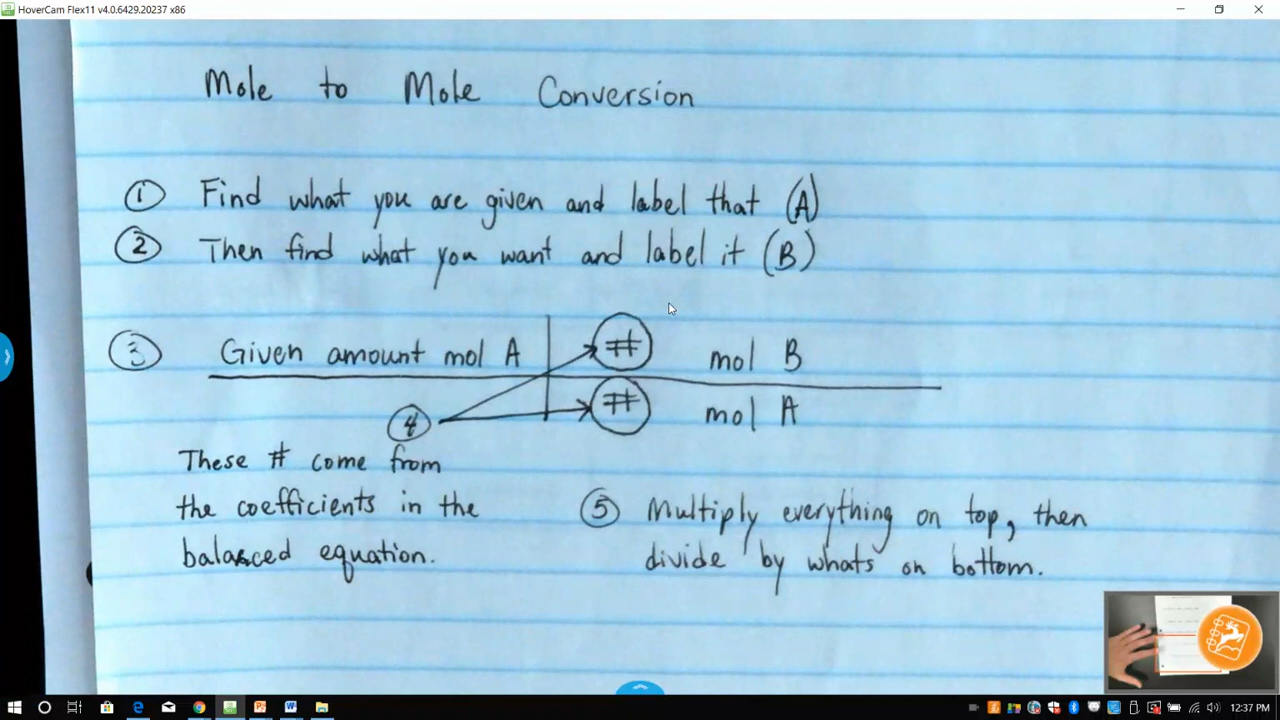 HoverCam Flex11 v4.0.6429.20237 x86
Mole to Mole Conversion
① Find what you are given and label that (A)
② Then find what you want and label it (B)
③ Given amount mol A # mol B
# mol A
④
These # come from
the coefficients in the
balanced equation.
⑤ Multiply everything on top, then
divide by whats on bottom.
12:37 PM